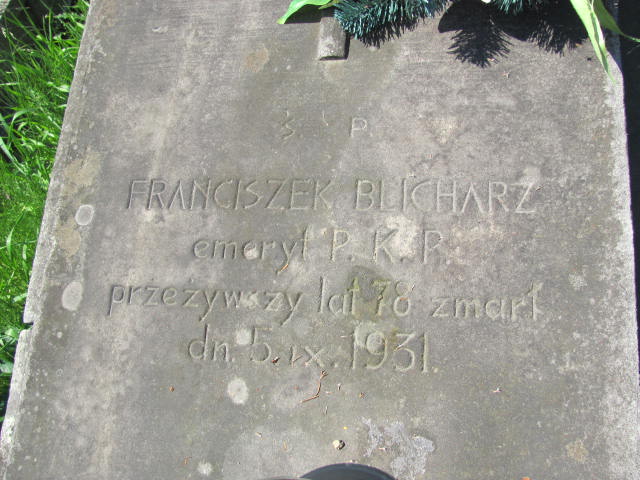 Ś P
FRANCISZEK BLICHARZ
emeryt P. K. P.
przeżywszy lat 78 zmarł
dn. 5.IX.1931.